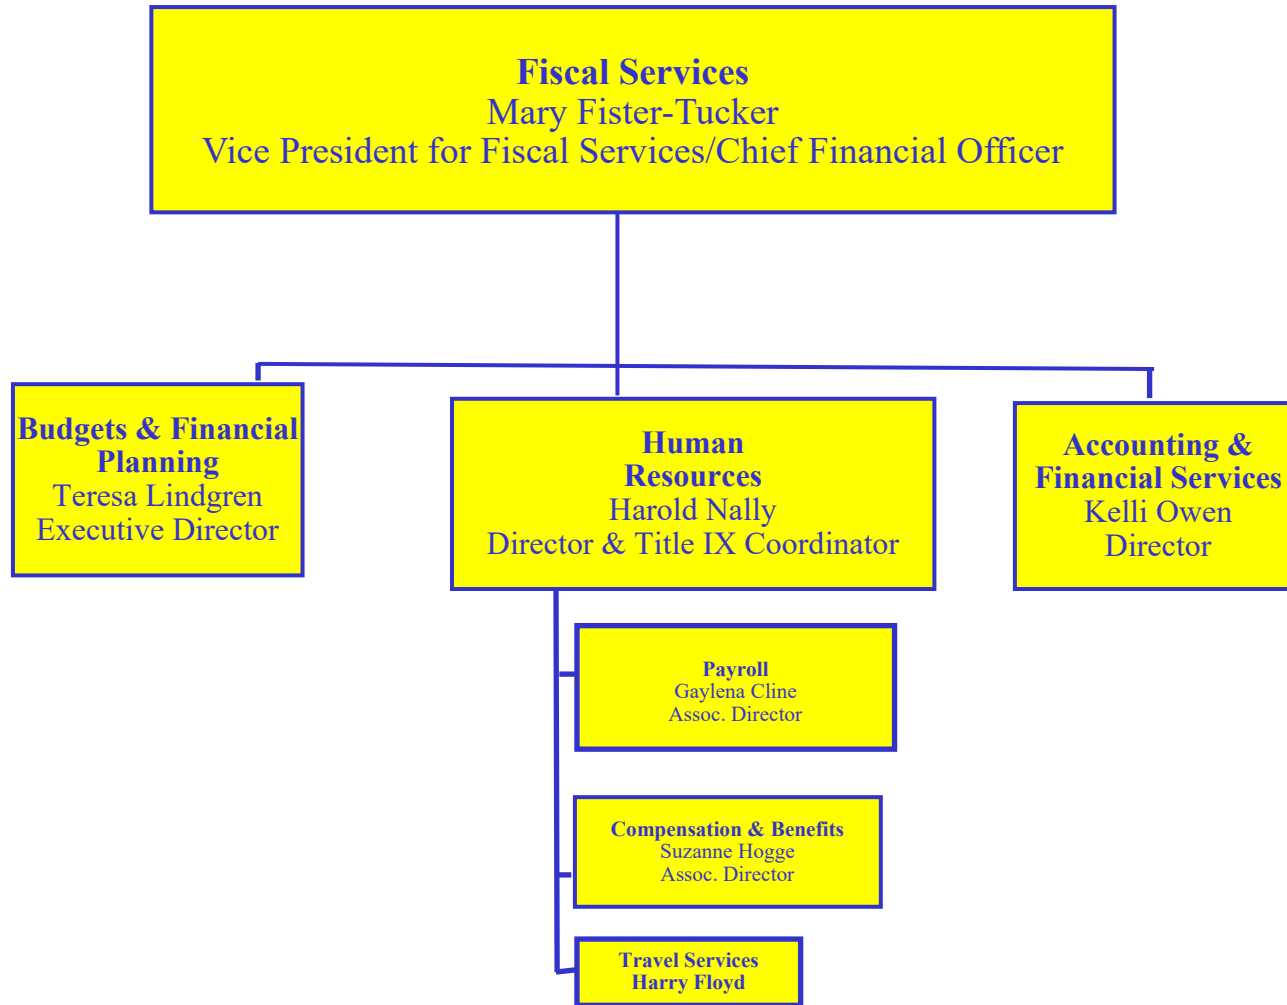 Fiscal Services
Mary Fister-Tucker
Vice President for Fiscal Services/Chief Financial Officer
Budgets & Financial
Planning
Teresa Lindgren
Executive Director
Human
Resources
Harold Nally
Director & Title IX Coordinator
Accounting &
Financial Services
Kelli Owen
Director
Payroll
Gaylena Cline
Assoc. Director
Compensation & Benefits
Suzanne Hogge
Assoc. Director
Travel Services
Harry Floyd